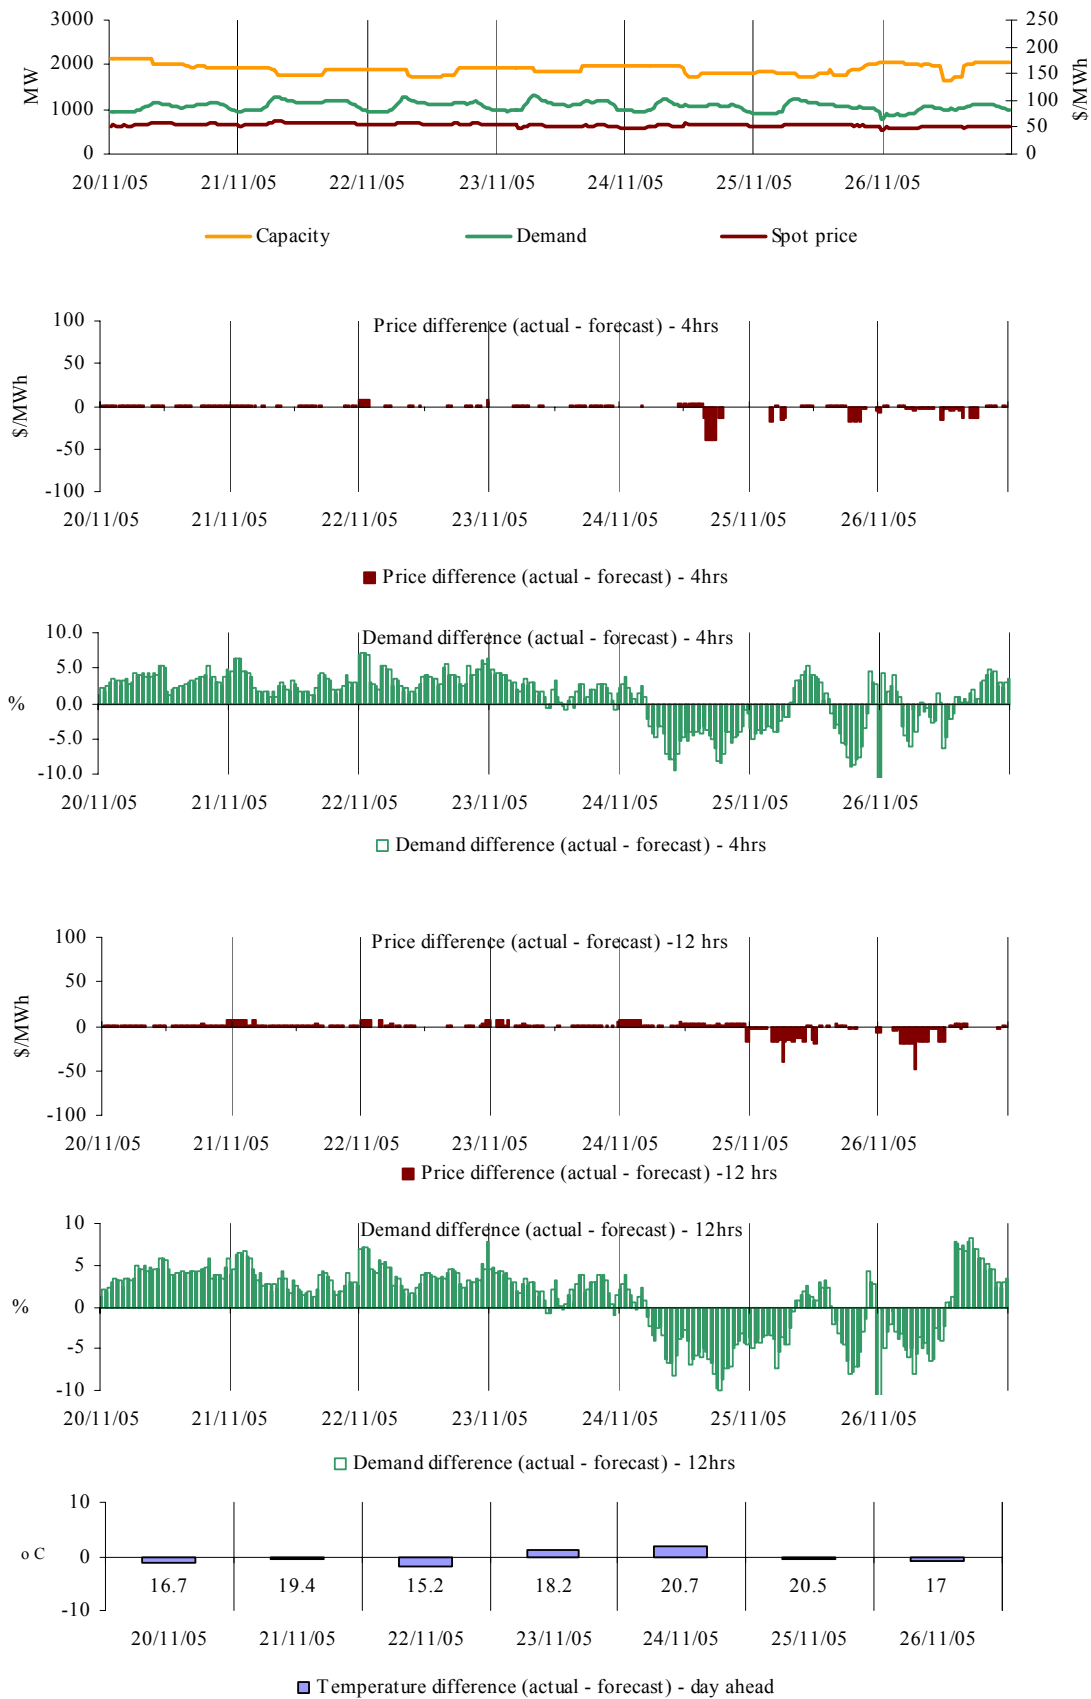 3000 250
200
2000 150
MW $/MWh
1000 100
50
0 0
20/11/05 21/11/05 22/11/05 23/11/05 24/11/05 25/11/05 26/11/05
Capacity Demand Spot price
100 Price difference (actual - forecast) - 4hrs
50
$/MWh 0
-50
-100
20/11/05 21/11/05 22/11/05 23/11/05 24/11/05 25/11/05 26/11/05
Price difference (actual - forecast) - 4hrs
10.0 Demand difference (actual - forecast) - 4hrs
5.0
% 0.0
-5.0
-10.0
20/11/05 21/11/05 22/11/05 23/11/05 24/11/05 25/11/05 26/11/05
Demand difference (actual - forecast) - 4hrs
100 Price difference (actual - forecast) -12 hrs
50
$/MWh 0
-50
-100
20/11/05 21/11/05 22/11/05 23/11/05 24/11/05 25/11/05 26/11/05
Price difference (actual - forecast) -12 hrs
10 Demand difference (actual - forecast) - 12hrs
5
% 0
-5
-10
20/11/05 21/11/05 22/11/05 23/11/05 24/11/05 25/11/05 26/11/05
Demand difference (actual - forecast) - 12hrs
10
o C 0
16.7 19.4 15.2 18.2 20.7 20.5 17
-10
20/11/05 21/11/05 22/11/05 23/11/05 24/11/05 25/11/05 26/11/05
Temperature difference (actual - forecast) - day ahead